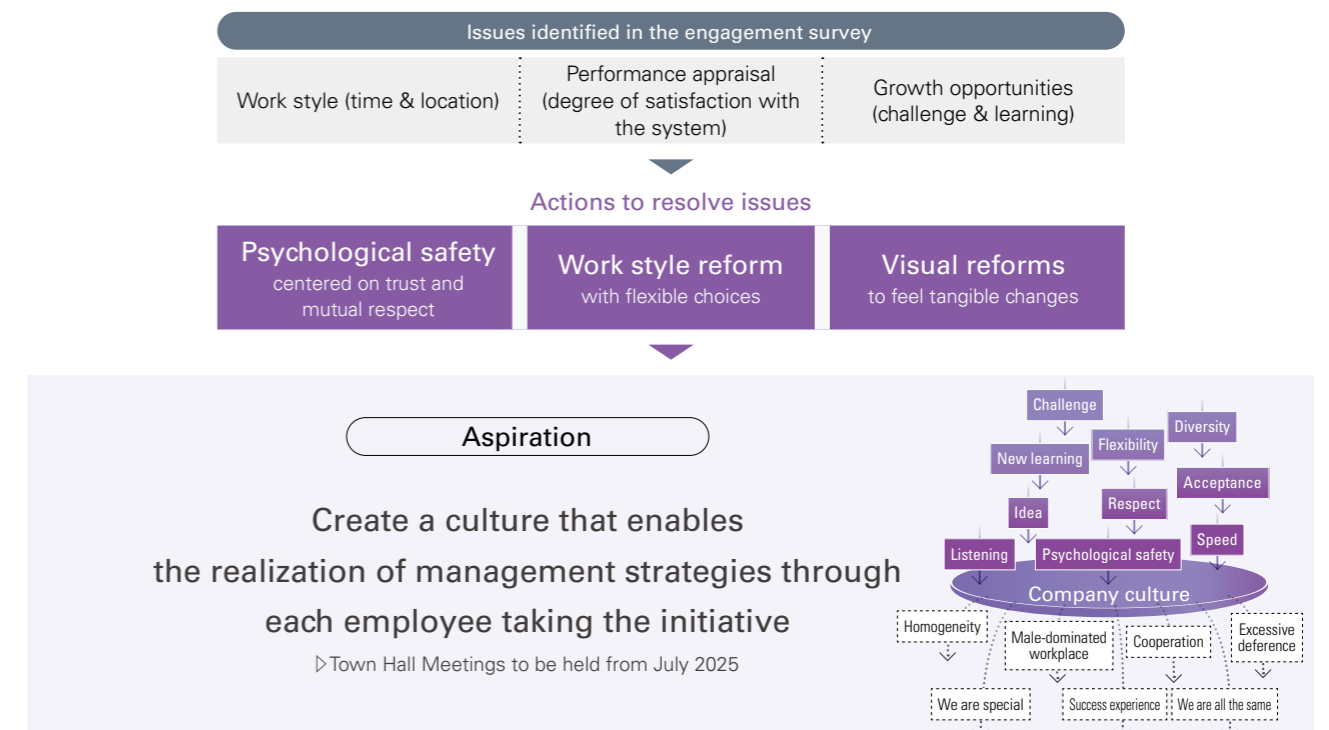 Issues identified in the engagement survey
Work style (time & location)
Performance appraisal
(degree of satisfaction with
the system)
Growth opportunities
(challenge & learning)
Actions to resolve issues
Psychological safety
centered on trust and
mutual respect
Work style reform
with flexible choices
Visual reforms
to feel tangible changes
Aspiration
Create a culture that enables
the realization of management strategies through
each employee taking the initiative
▷Town Hall Meetings to be held from July 2025
Challenge
Diversity
Flexibility
New learning
Acceptance
Respect
Idea
Speed
Listening
Psychological safety
Company culture
Homogeneity
Male-dominated
workplace
Cooperation
Excessive
deference
We are special
Success experience
We are all the same